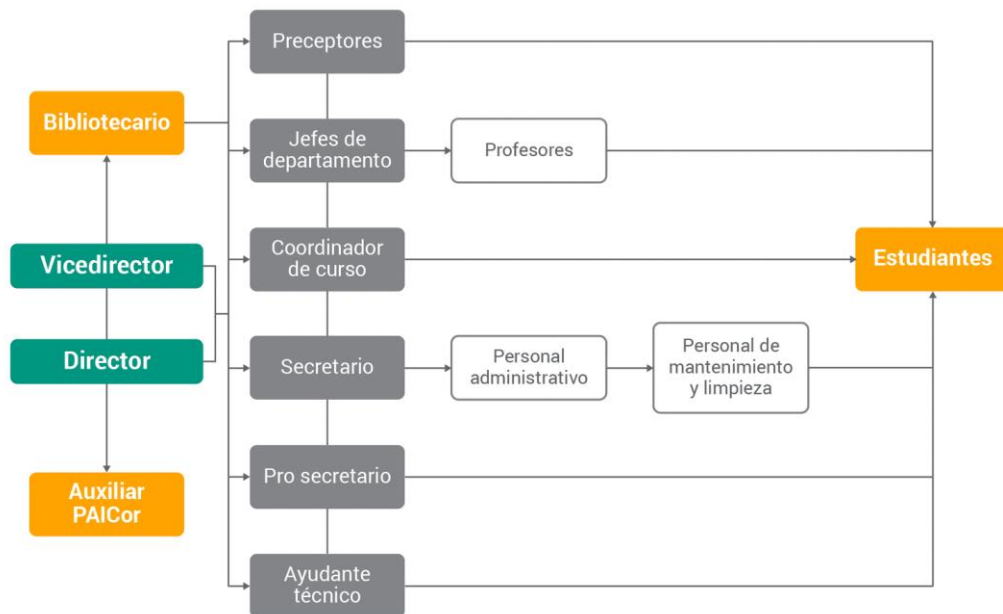 Preceptores
Bibliotecario
Jefes de
departamento
Profesores
Vicedirector
Coordinador
de curso
Estudiantes
Director
Secretario
Personal
administrativo
Personal de
mantenimiento
y limpieza
Auxiliar
PAICor
Pro secretario
Ayudante
técnico